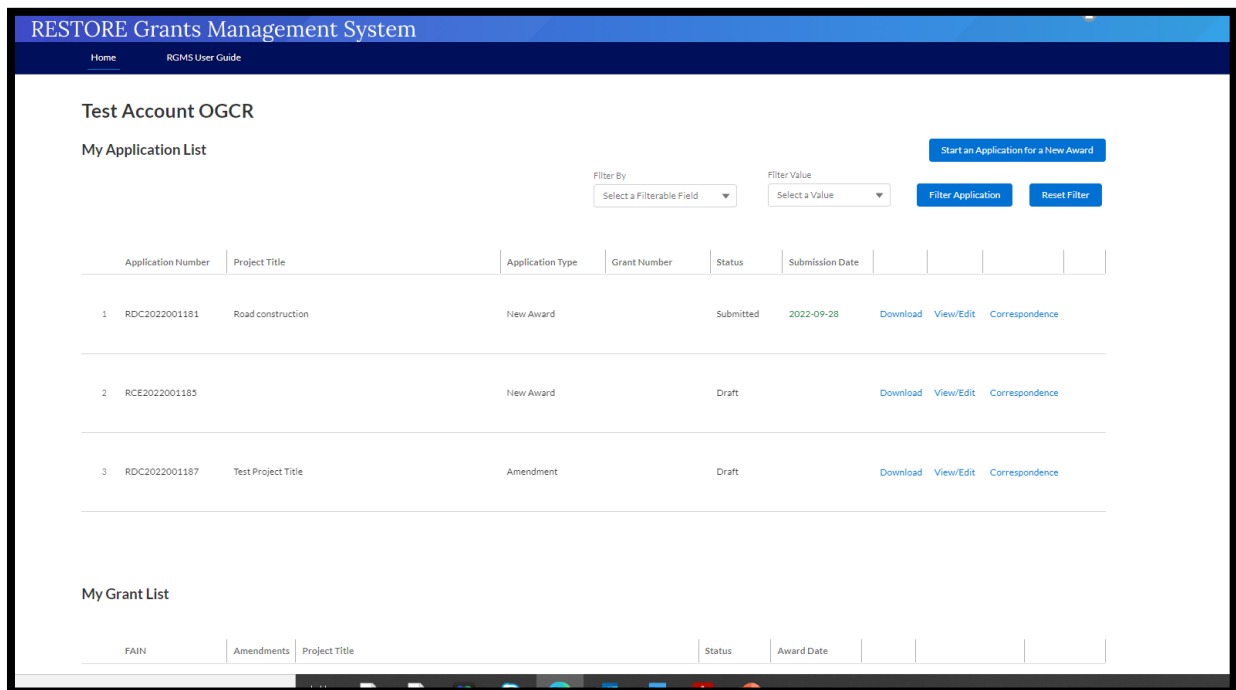 RESTORE Grants Management System
Home RGMS User Guide
Test Account OGCR
My Application List
Start an Application for a New Award
Filter By Filter Value
Select a Filterable Field Select a Value Filter Application Reset Filter
Application Number Project Title Application Type Grant Number Status Submission Date
1 RDC2022001181 Road construction New Award Submitted 2022-09-28 Download View/Edit Correspondence
2 RCE2022001185 New Award Draft Download View/Edit Correspondence
3 RDC2022001187 Test Project Title Amendment Draft Download View/Edit Correspondence
My Grant List
FAIN Amendments Project Title Status Award Date